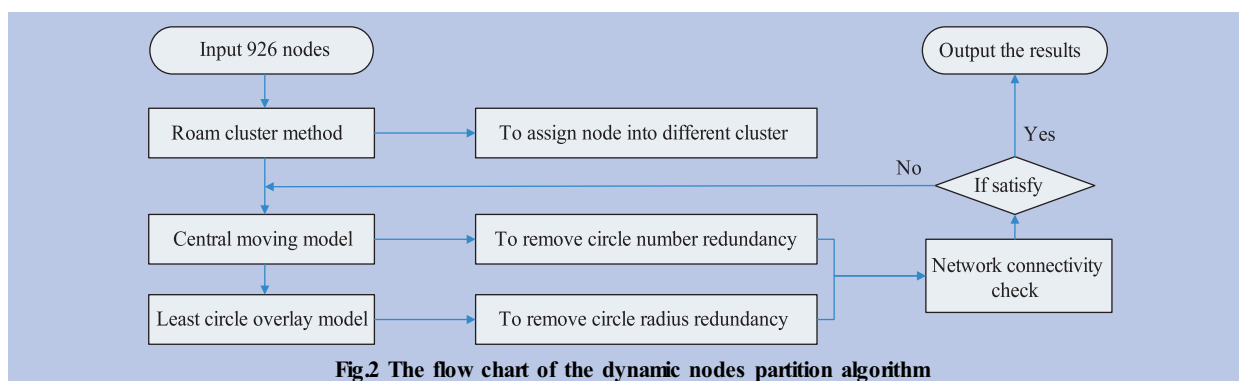 Input 926 nodes
Output the results
Roam cluster method
To assign node into different cluster
Yes
No
If satisfy
Central moving model
To remove circle number redundancy
Network connectivity
check
Least circle overlay model
To remove circle radius redundancy
Fig.2 The flow chart of the dynamic nodes partition algorithm